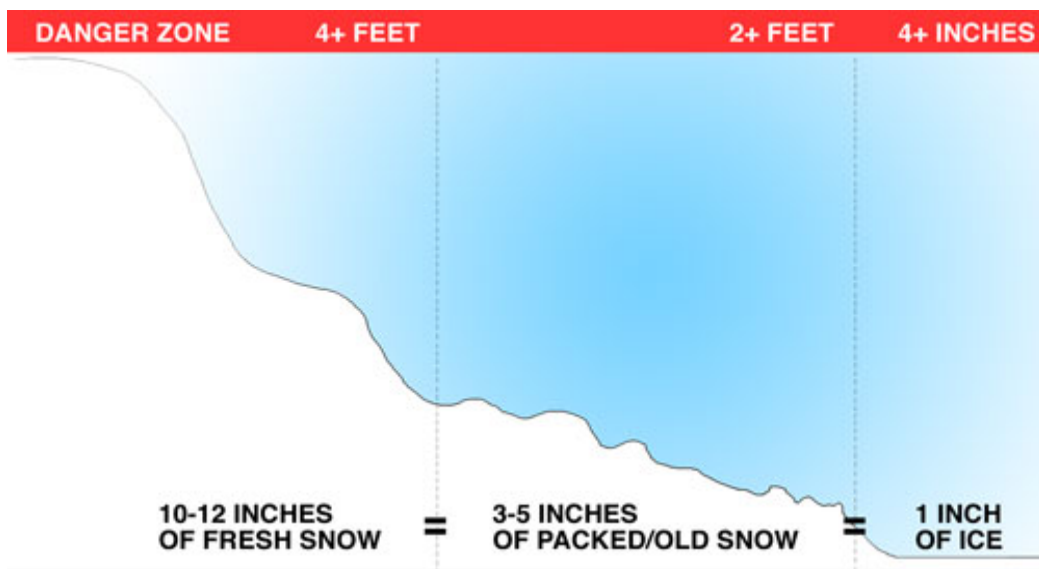 DANGER ZONE 4+ FEET 2+ FEET 4+ INCHES
10-12 INCHES
OF FRESH SNOW
=
3-5 INCHES
OF PACKED/OLD SNOW
=
1 INCH
OF ICE